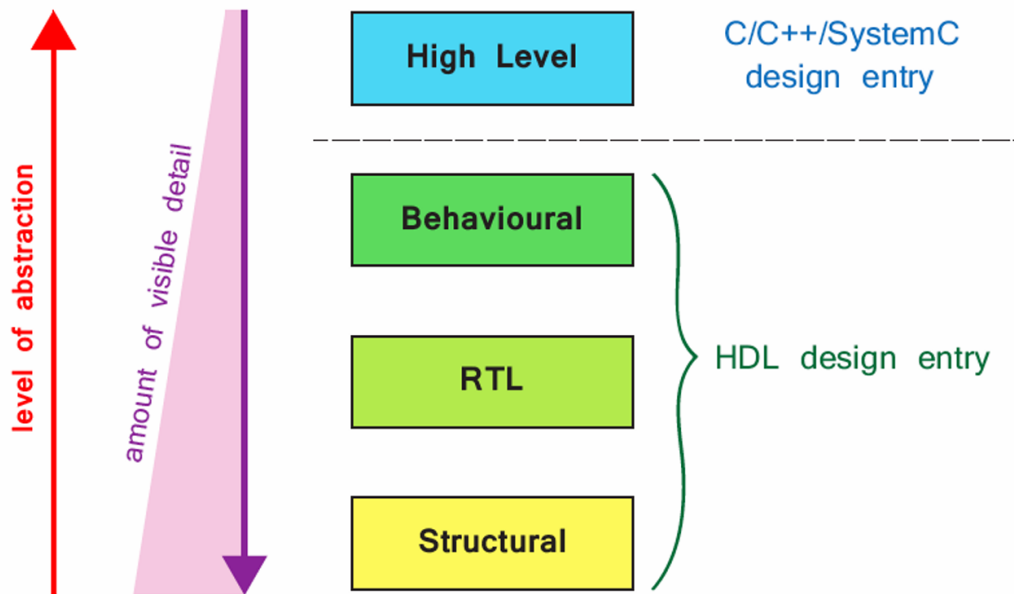 High Level
C/C++/SystemC
design entry
level of abstraction
amount of visible detail
Behavioural
RTL
HDL design entry
Structural